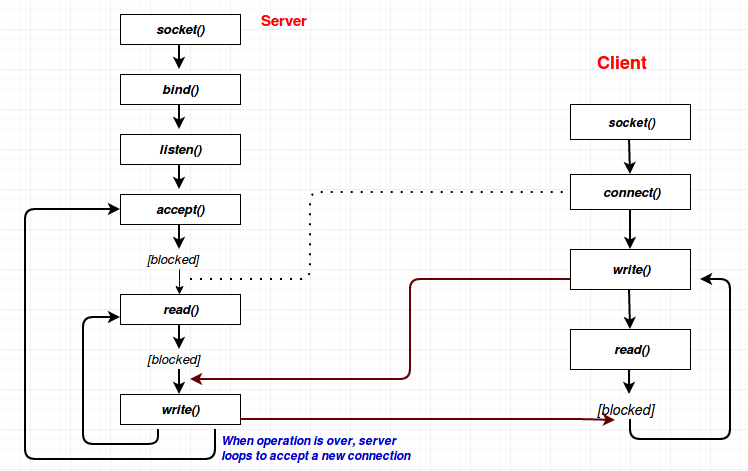 Server
socket()
bind()
listen()
accept()
[blocked]
read()
[blocked]
write()
When operation is over, server
loops to accept a new connection
Client
socket()
connect()
write()
read()
[blocked]